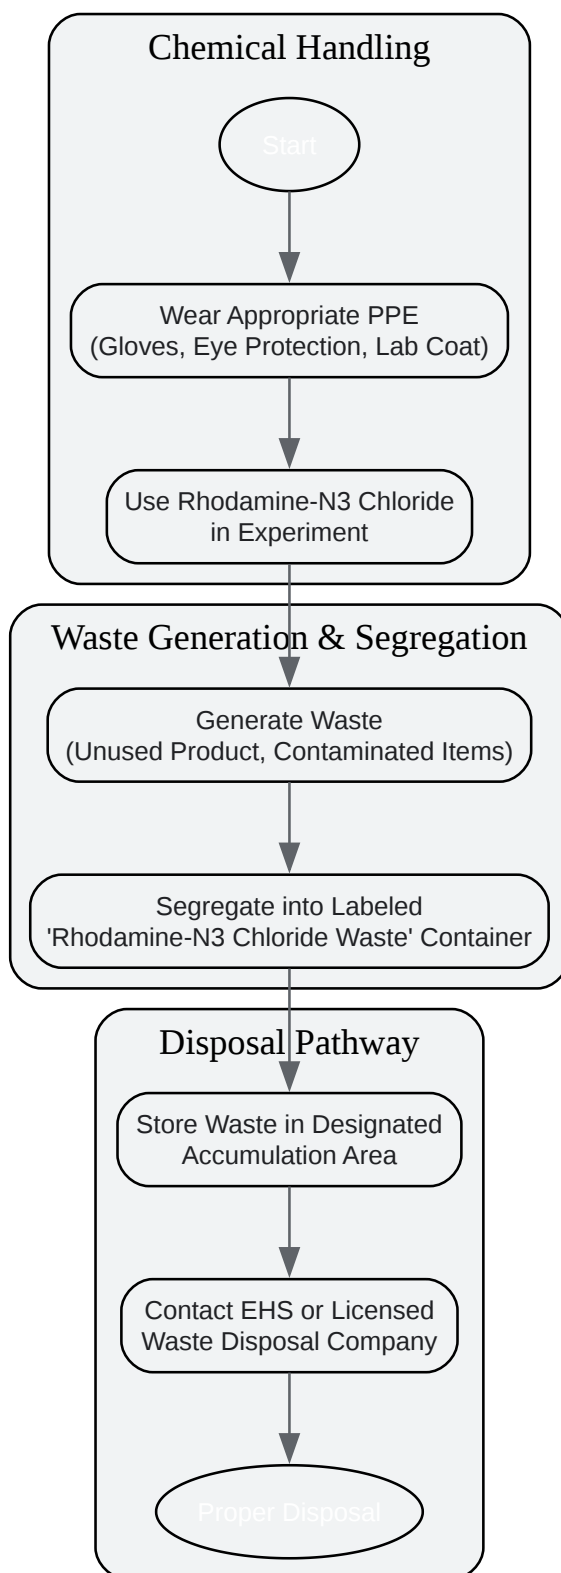 Chemical Handling
Start
Wear Appropriate PPE
(Gloves, Eye Protection, Lab Coat)
Use Rhodamine-N3 Chloride
in Experiment
Waste Generation & Segregation
Generate Waste
(Unused Product, Contaminated Items)
Segregate into Labeled
'Rhodamine-N3 Chloride Waste' Container
Disposal Pathway
Store Waste in Designated
Accumulation Area
Contact EHS or Licensed
Waste Disposal Company
Proper Disposal